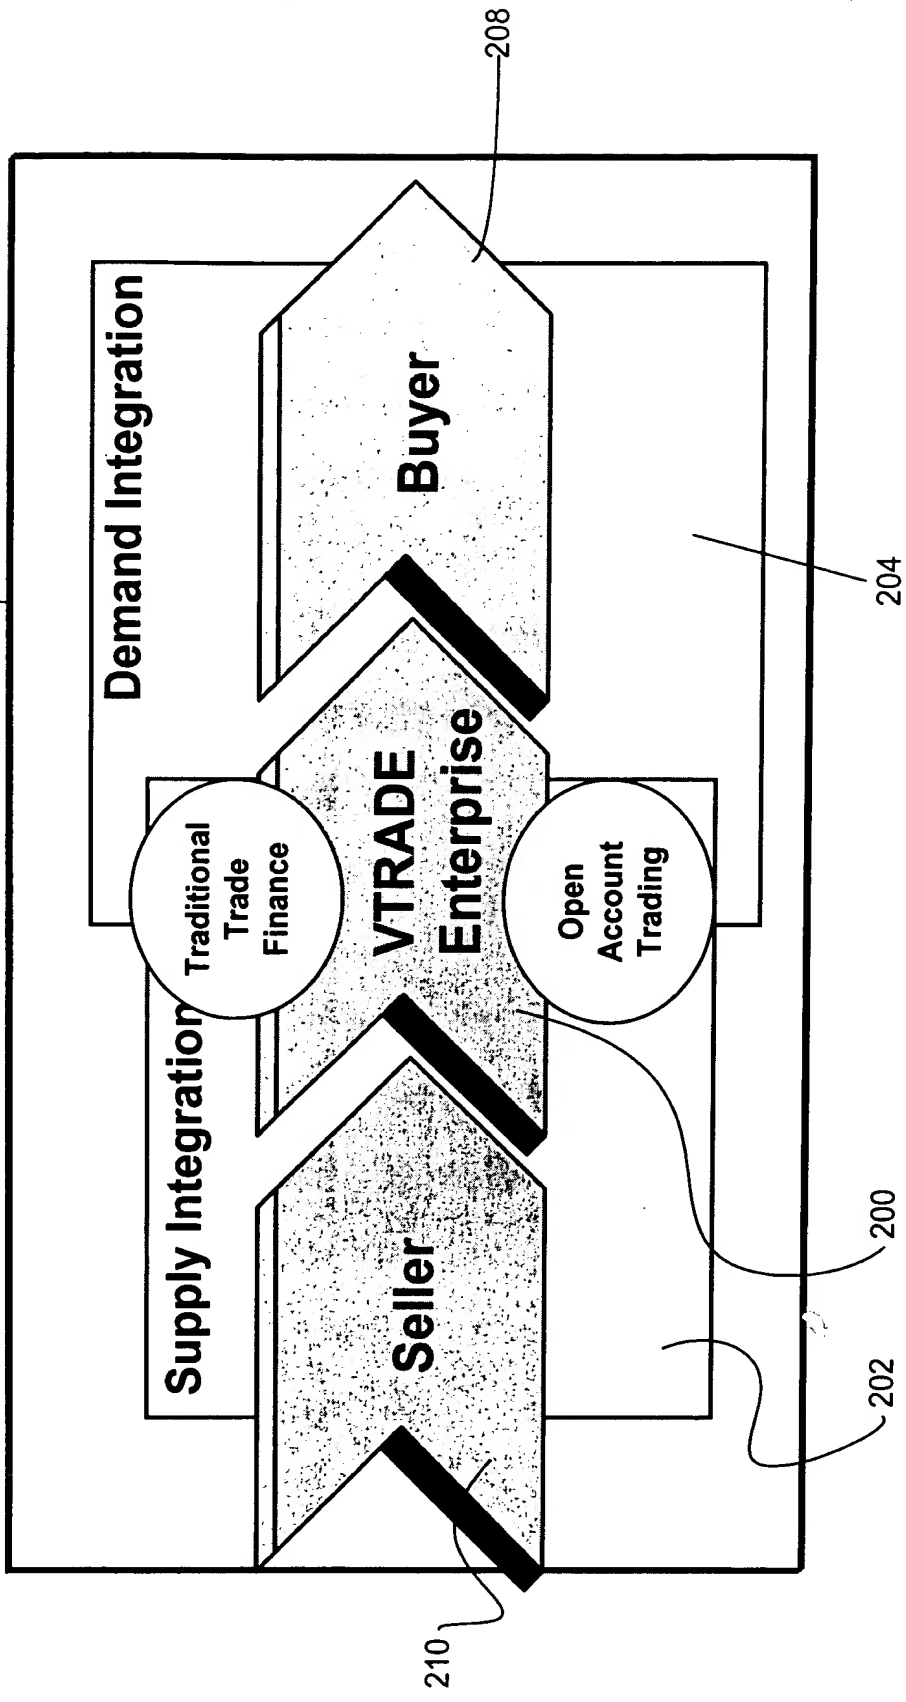 Demand Integration
Supply Integration
Traditional
Trade
Finance
Seller
VTRADE
Enterprise
Buyer
Open
Account
Trading
208
204
200
202
210